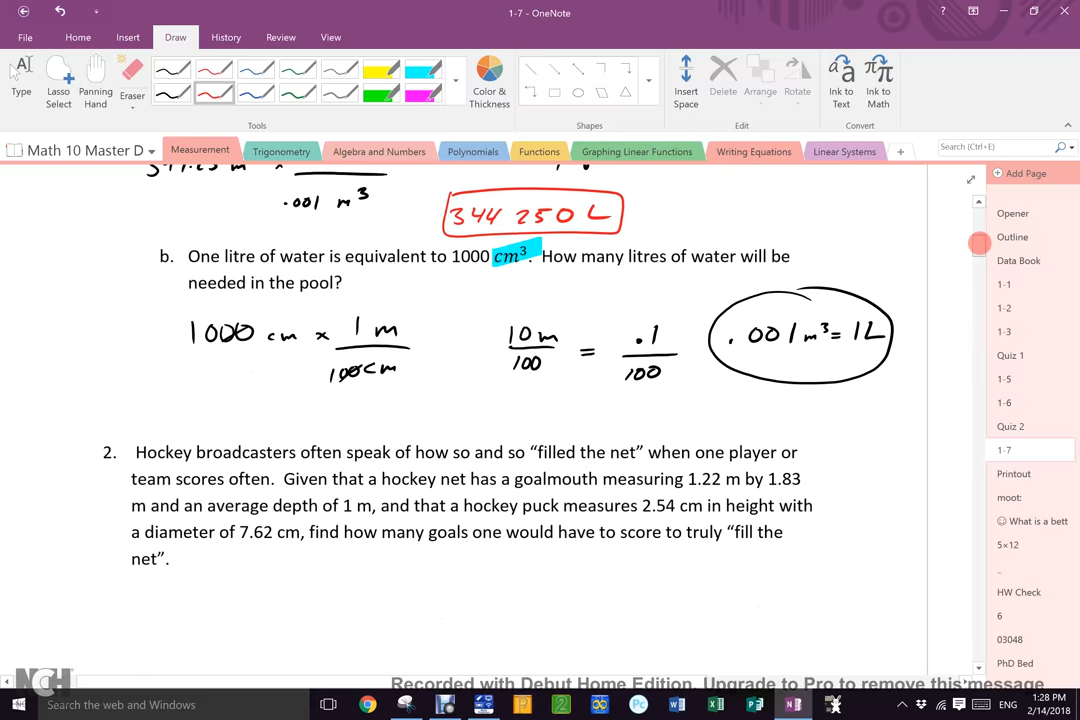 1-7 - OneNote
?
File Home Insert Draw History Review View
Type
Lasso Select
Panning Hand
Eraser
Color & Thickness
Insert Space
Delete
Arrange
Rotate
Ink to Text
Ink to Math
Tools
Shapes
Edit
Convert
Math 10 Master D
Measurement
Trigonometry
Algebra and Numbers
Polynomials
Functions
Graphing Linear Functions
Writing Equations
Linear Systems
Search (Ctrl+E)
Add Page
.001 m³
344 250 L
b. One litre of water is equivalent to 1000 cm³. How many litres of water will be
needed in the pool?
1000 cm × 1 m
100cm
10m = .1
100 100
.001 m³ = 1L
2. Hockey broadcasters often speak of how so and so “filled the net” when one player or
team scores often. Given that a hockey net has a goalmouth measuring 1.22 m by 1.83
m and an average depth of 1 m, and that a hockey puck measures 2.54 cm in height with
a diameter of 7.62 cm, find how many goals one would have to score to truly “fill the
net”.
Opener
Outline
Data Book
1-1
1-2
1-3
Quiz 1
1-5
1-6
Quiz 2
1-7
Printout
moot:
☺ What is a bett
5×12
..
HW Check
6
03048
PhD Bed
NCH
Recorded with Debut Home Edition. Upgrade to Pro to remove this message
Search the web and Windows
ENG
1:28 PM
2/14/2018